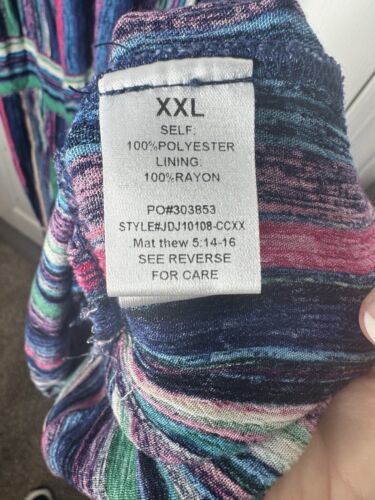 XXL
SELF:
100%POLYESTER
LINING:
100%RAYON
PO#303853
STYLE#JDJ10108-CCXX
Mat thew 5:14-16
SEE REVERSE
FOR CARE